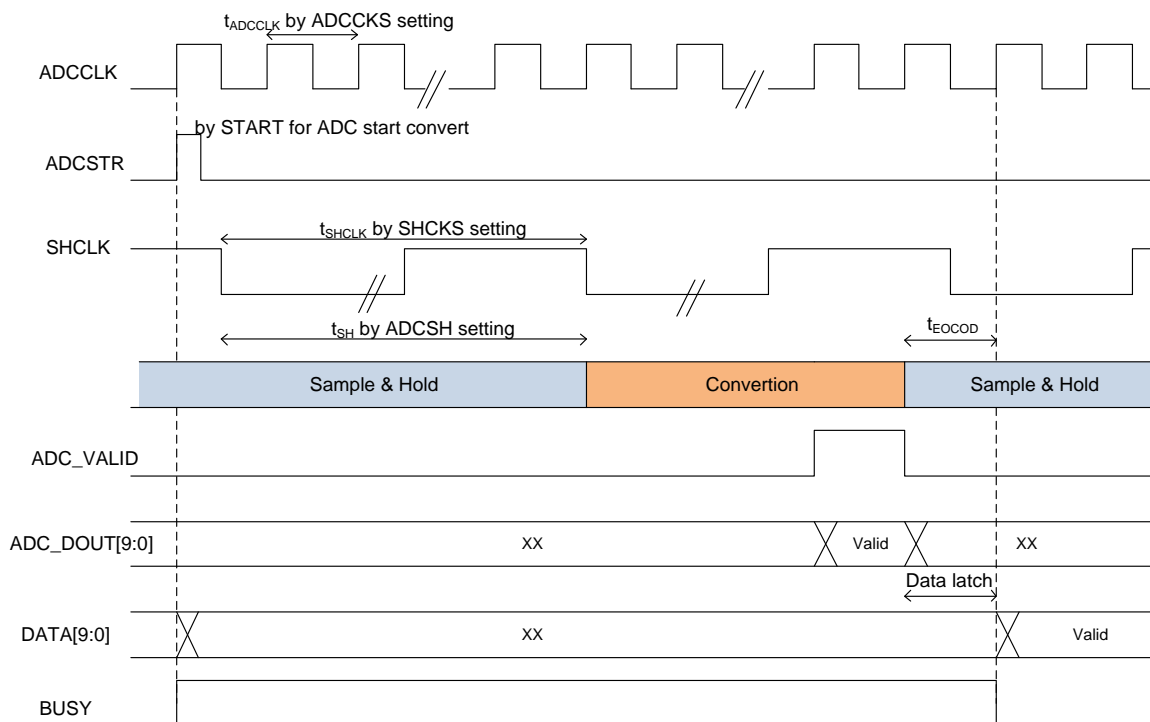 tADCCLK by ADCCKS setting
ADCCLK
by START for ADC start convert
ADCSTR
tSHCLK by SHCKS setting
SHCLK
tSH by ADCSH setting
tEOCOD
Sample & Hold
Convertion
Sample & Hold
ADC_VALID
ADC_DOUT[9:0]
XX
Valid
XX
Data latch
DATA[9:0]
XX
Valid
BUSY